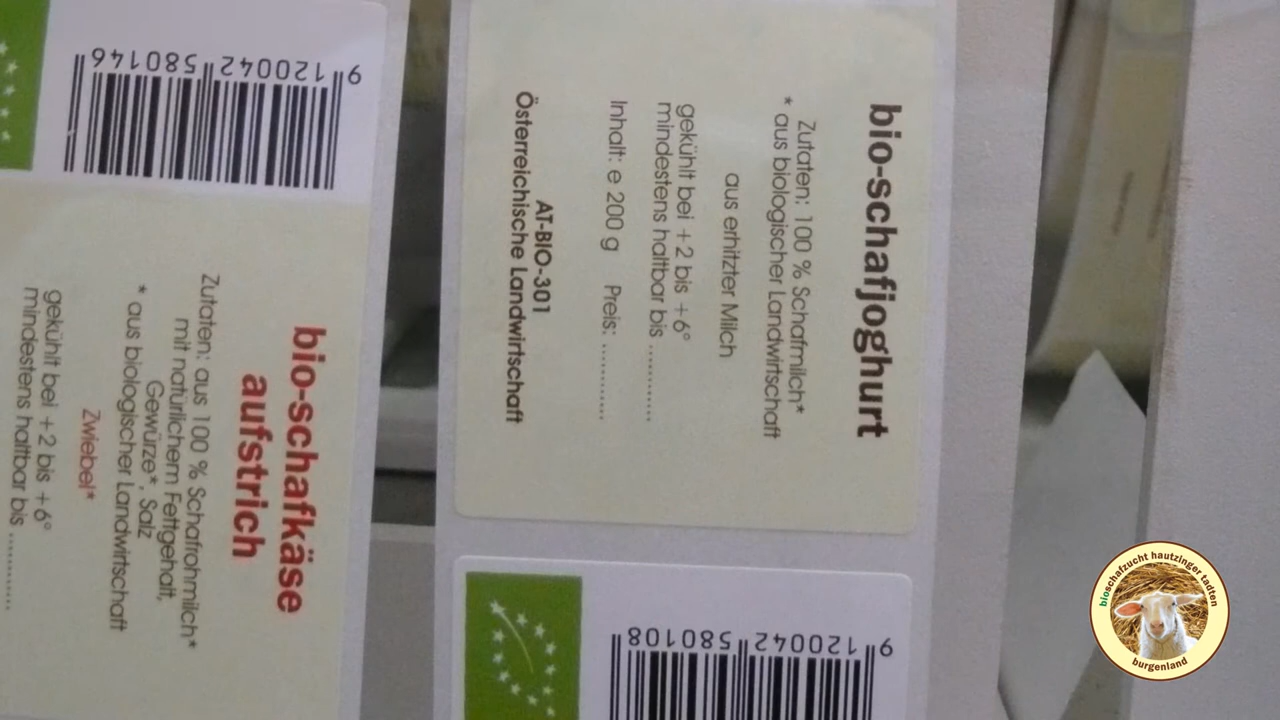 9 120042 580146
bio-schafkäse
aufstrich
Zutaten: aus 100 % Schafrohmilch*
mit natürlichem Fettgehalt,
Gewürze*, Salz
* aus biologischer Landwirtschaft
Zwiebel*
gekühlt bei +2 bis +6°
mindestens haltbar bis ............
bio-schafjoghurt
Zutaten: 100 % Schafmilch*
* aus biologischer Landwirtschaft
aus erhitzter Milch
gekühlt bei +2 bis +6°
mindestens haltbar bis ............
Inhalt: e 200 g Preis: ............
AT-BIO-301
Österreichische Landwirtschaft
9 120042 580108
bioschafzucht hautzinger tadten
burgenland